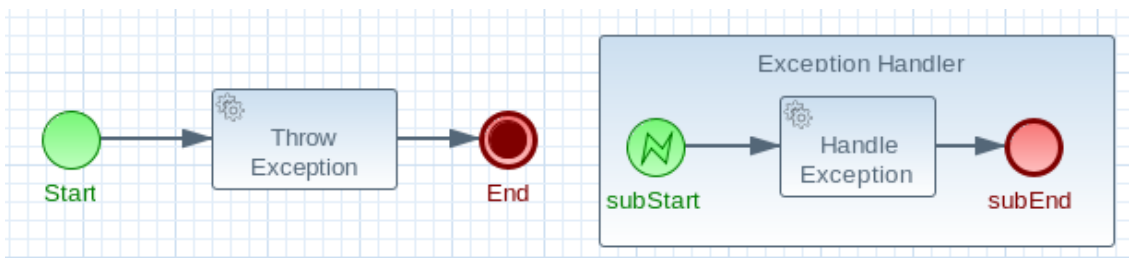 Start
Throw
Exception
End
Exception Handler
subStart
Handle
Exception
subEnd